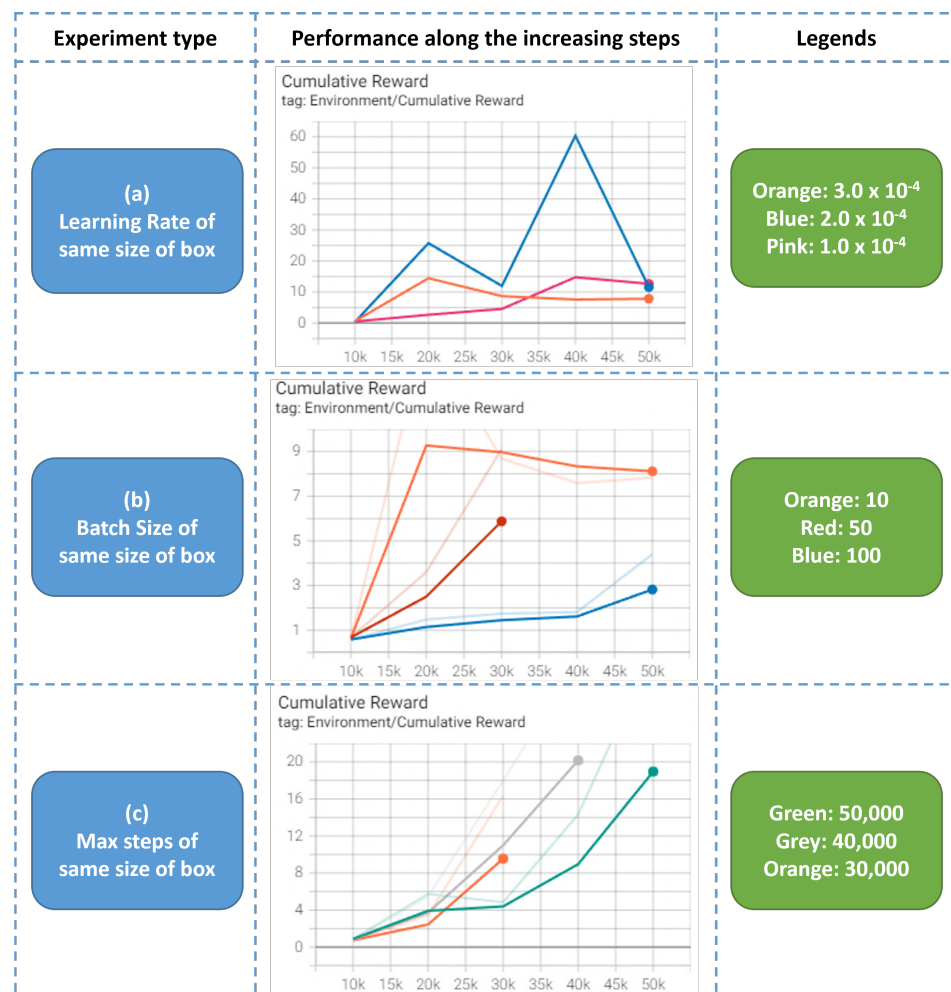 Experiment type
Performance along the increasing steps
Legends
(a)
Learning Rate of
same size of box
Cumulative Reward
tag: Environment/Cumulative Reward
60
50
40
30
20
10
0
10k 15k 20k 25k 30k 35k 40k 45k 50k
Orange: 3.0 x 10⁻⁴
Blue: 2.0 x 10⁻⁴
Pink: 1.0 x 10⁻⁴
(b)
Batch Size of
same size of box
Cumulative Reward
tag: Environment/Cumulative Reward
9
7
5
3
1
10k 15k 20k 25k 30k 35k 40k 45k 50k
Orange: 10
Red: 50
Blue: 100
(c)
Max steps of
same size of box
Cumulative Reward
tag: Environment/Cumulative Reward
20
16
12
8
4
0
10k 15k 20k 25k 30k 35k 40k 45k 50k
Green: 50,000
Grey: 40,000
Orange: 30,000